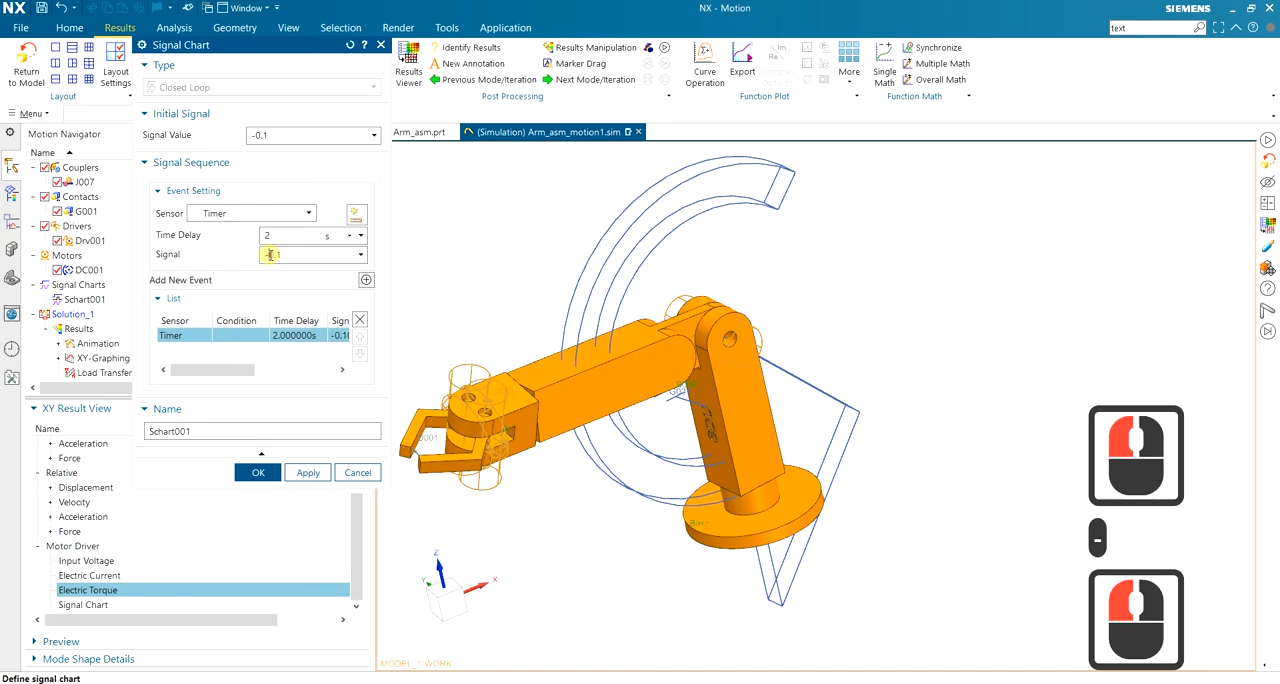 NX
Window
NX - Motion
SIEMENS
File Home Results Analysis Geometry View Selection Render Tools Application
text
Return to Model
Layout Settings
Layout
Signal Chart
Results Viewer
Identify Results
New Annotation
Previous Mode/Iteration
Results Manipulation
Marker Drag
Next Mode/Iteration
Post Processing
Curve Operation
Export
Im
Re
More
Function Plot
Single Math
Synchronize
Multiple Math
Overall Math
Function Math
Menu
Type
Closed Loop
Initial Signal
Signal Value -0.1
Signal Sequence
Event Setting
Sensor Timer
Time Delay 2 s
Signal
Add New Event
List
Sensor Condition Time Delay Sign
Timer 2.000000s -0.10
Name
Schart001
OK Apply Cancel
Motion Navigator
Name
Couplers
J007
Contacts
G001
Drivers
Drv001
Motors
DC001
Signal Charts
Schart001
Solution_1
Results
Animation
XY-Graphing
Load Transfer
XY Result View
Name
Acceleration
Force
Relative
Displacement
Velocity
Acceleration
Force
Motor Driver
Input Voltage
Electric Current
Electric Torque
Signal Chart
Preview
Mode Shape Details
Define signal chart
Arm_asm.prt
(Simulation) Arm_asm_motion1.sim
Z
Y
X
MODEL_1 WORK
-